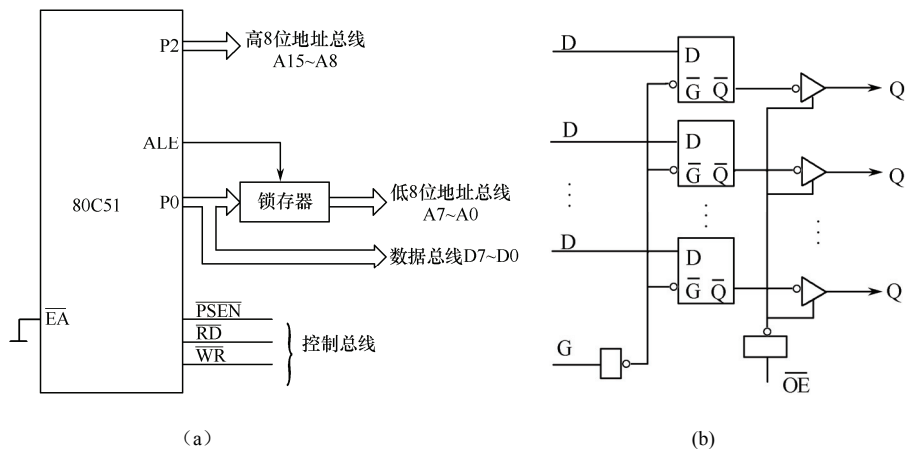 P2
高8位地址总线
A15~A8
ALE
80C51
P0
锁存器
低8位地址总线
A7~A0
数据总线D7~D0
EA
PSEN
RD
WR
控制总线
(a)
D
D
G Q
Q
D
D
G Q
Q
D
D
G Q
Q
G
OE
(b)